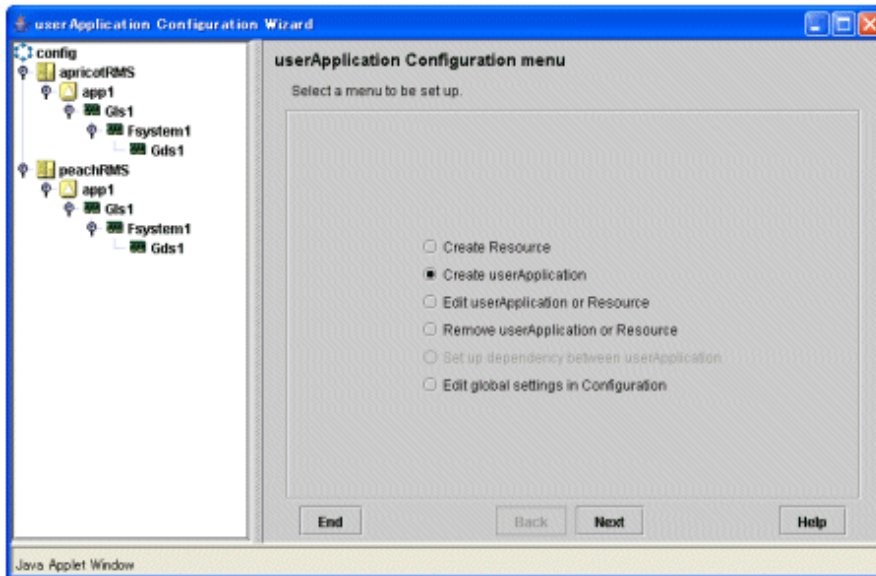 userApplication Configuration Wizard
config
apricotRMS
app1
Gls1
Fsystem1
Gds1
peachRMS
app1
Gls1
Fsystem1
Gds1
userApplication Configuration menu
Select a menu to be set up.
Create Resource
Create userApplication
Edit userApplication or Resource
Remove userApplication or Resource
Set up dependency between userApplication
Edit global settings in Configuration
End
Back
Next
Help
Java Applet Window